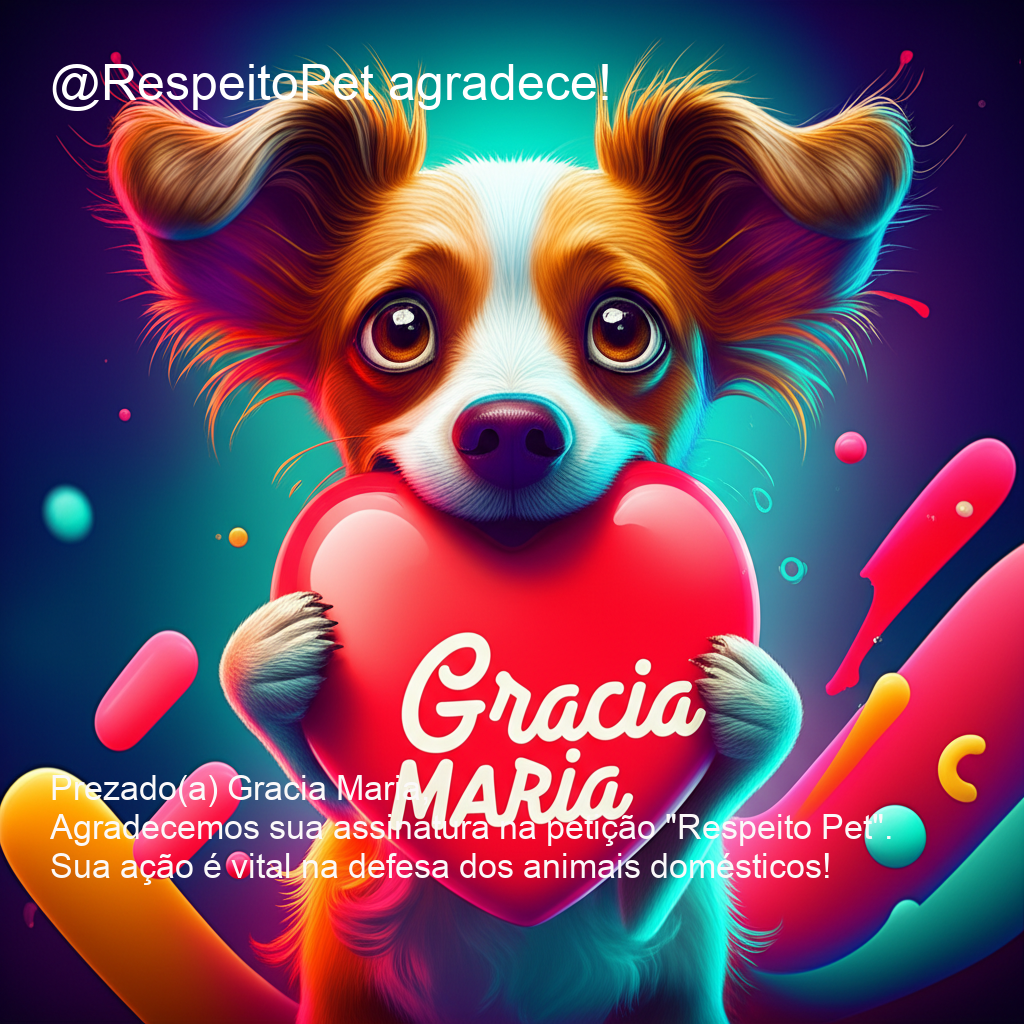 @RespeitoPet agradece!
Gracia
MARia
Prezado(a) Gracia Maria
Agradecemos sua assinatura na petição "Respeito Pet".
Sua ação é vital na defesa dos animais domésticos!